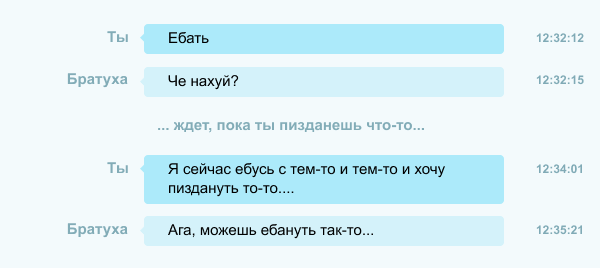 Ты
Ебать
12:32:12
Братуха
Че нахуй?
12:32:15
... ждет, пока ты пизданешь что-то...
Ты
Я сейчас ебусь с тем-то и тем-то и хочу
пиздануть то-то....
12:34:01
Братуха
Ага, можешь ебануть так-то...
12:35:21